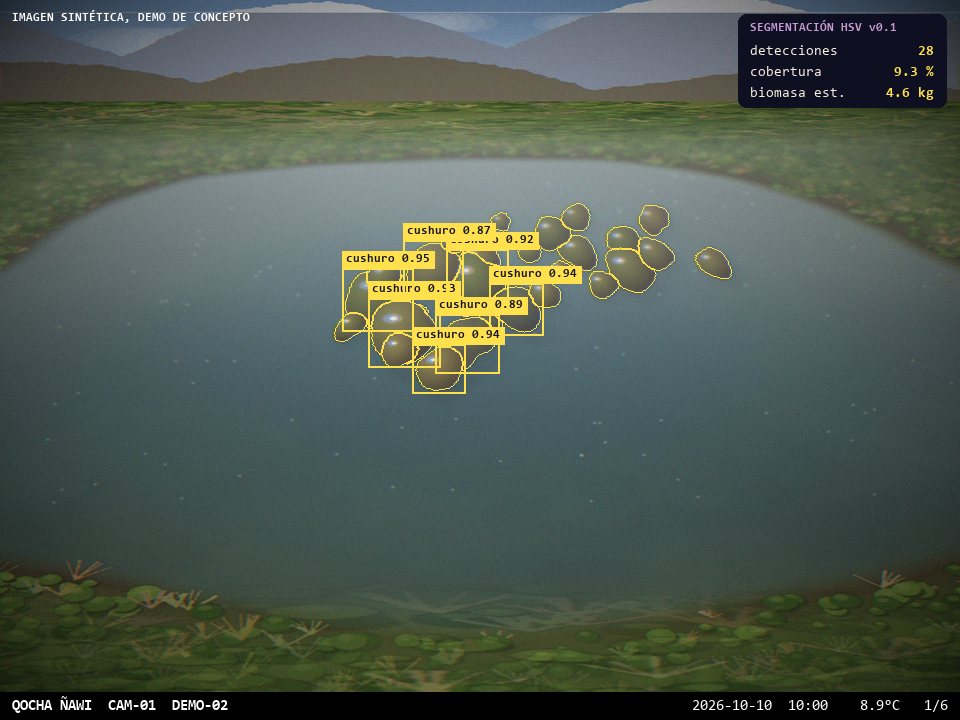 IMAGEN SINTÉTICA, DEMO DE CONCEPTO
SEGMENTACIÓN HSV v0.1
detecciones 28
cobertura 9.3 %
biomasa est. 4.6 kg
cushuro 0.87
0.92
cushuro 0.95
cushuro 0.94
cushuro 0.93
cushuro 0.89
cushuro 0.94
QOCHA ÑAWI CAM-01 DEMO-02
2026-10-10 10:00 8.9°C 1/6